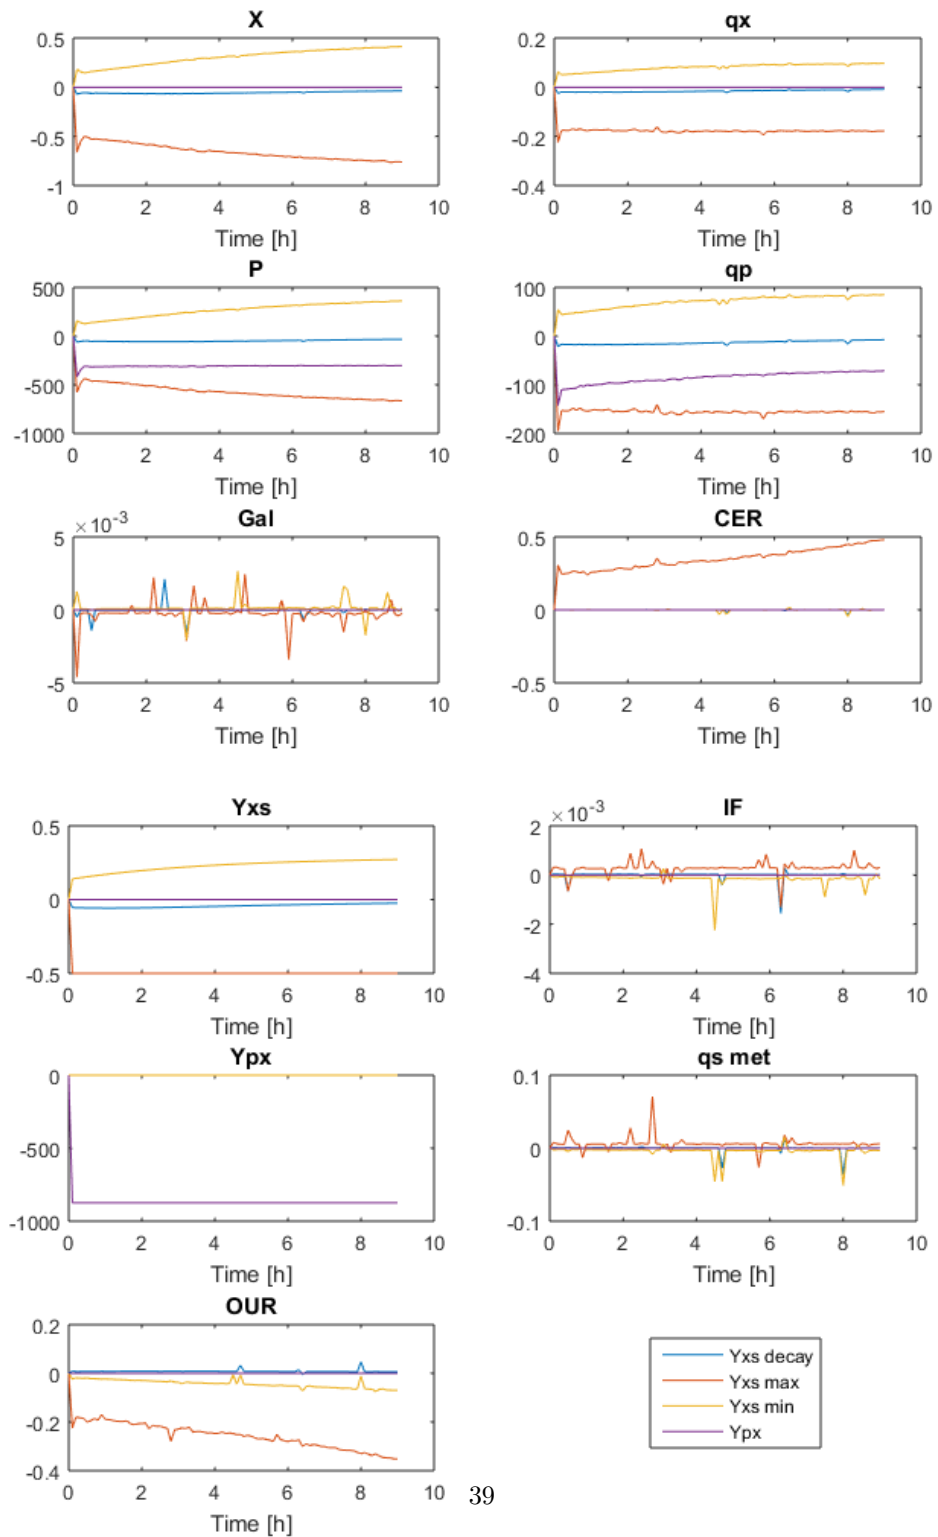 X
0.5
0
-0.5
-1
0 2 4 6 8 10
Time [h]
qx
0.2
0
-0.2
-0.4
0 2 4 6 8 10
Time [h]
P
500
0
-500
-1000
0 2 4 6 8 10
Time [h]
qp
100
0
-100
-200
0 2 4 6 8 10
Time [h]
Gal
×10-3
5
0
-5
0 2 4 6 8 10
Time [h]
CER
0.5
0
-0.5
0 2 4 6 8 10
Time [h]
Yxs
0.5
0
-0.5
0 2 4 6 8 10
Time [h]
IF
×10-3
2
0
-2
-4
0 2 4 6 8 10
Time [h]
Ypx
0
-500
-1000
0 2 4 6 8 10
Time [h]
qs met
0.1
0
-0.1
0 2 4 6 8 10
Time [h]
OUR
0.2
0
-0.2
-0.4
0 2 4 6 8 10
Time [h]
Yxs decay
Yxs max
Yxs min
Ypx
39